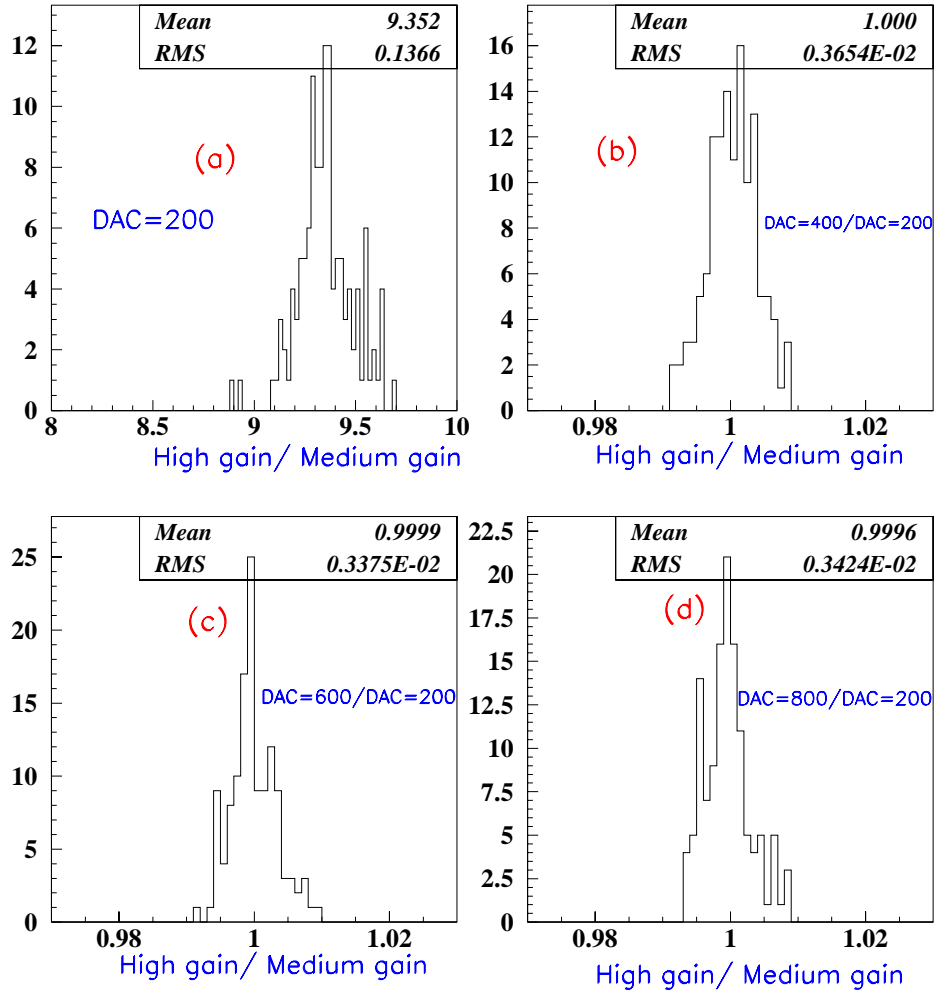 Mean 9.352
RMS 0.1366
12
10
8
6
4
2
0
(a)
DAC=200
8 8.5 9 9.5 10
High gain/ Medium gain
Mean 1.000
RMS 0.3654E-02
16
14
12
10
8
6
4
2
0
(b)
DAC=400/DAC=200
0.98 1 1.02
High gain/ Medium gain
Mean 0.9999
RMS 0.3375E-02
25
20
15
10
5
0
(c)
DAC=600/DAC=200
0.98 1 1.02
High gain/ Medium gain
Mean 0.9996
RMS 0.3424E-02
22.5
20
17.5
15
12.5
10
7.5
5
2.5
0
(d)
DAC=800/DAC=200
0.98 1 1.02
High gain/ Medium gain